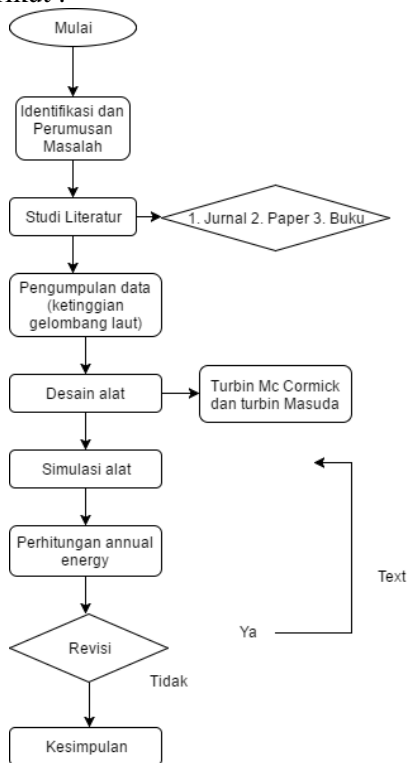 Mulai
Identifikasi dan
Perumusan
Masalah
Studi Literatur
1. Jurnal 2. Paper 3. Buku
Pengumpulan data
(ketinggian
gelombang laut)
Desain alat
Turbin Mc Cormick
dan turbin Masuda
Simulasi alat
Perhitungan annual
energy
Text
Ya
Revisi
Tidak
Kesimpulan